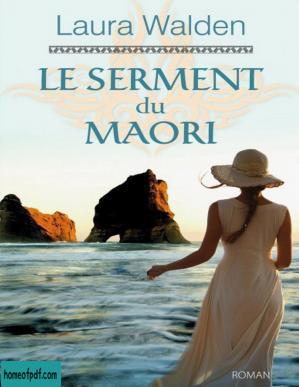 Laura Walden
LE SERMENT
du
MAORI
ROMAN
homeofpdf.com